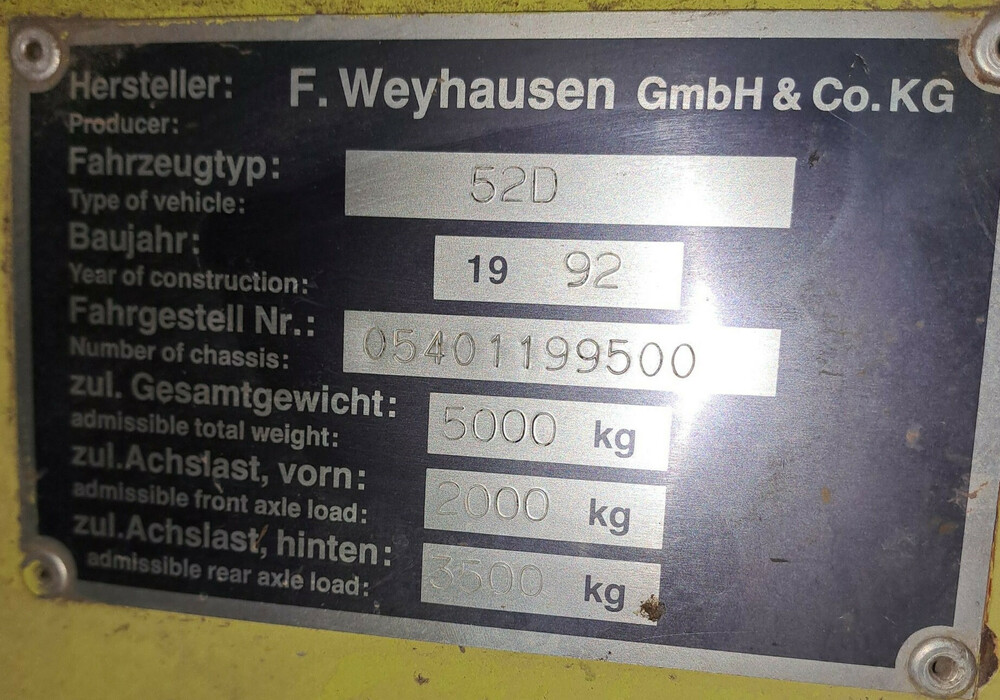 Hersteller: F. Weyhausen GmbH & Co. KG
Producer:
Fahrzeugtyp: 52D
Type of vehicle:
Baujahr: 19 92
Year of construction:
Fahrgestell Nr.: 05401199500
Number of chassis:
zul. Gesamtgewicht: 5000 kg
admissible total weight:
zul.Achslast, vorn: 2000 kg
admissible front axle load:
zul.Achslast, hinten: 3500 kg
admissible rear axle load: